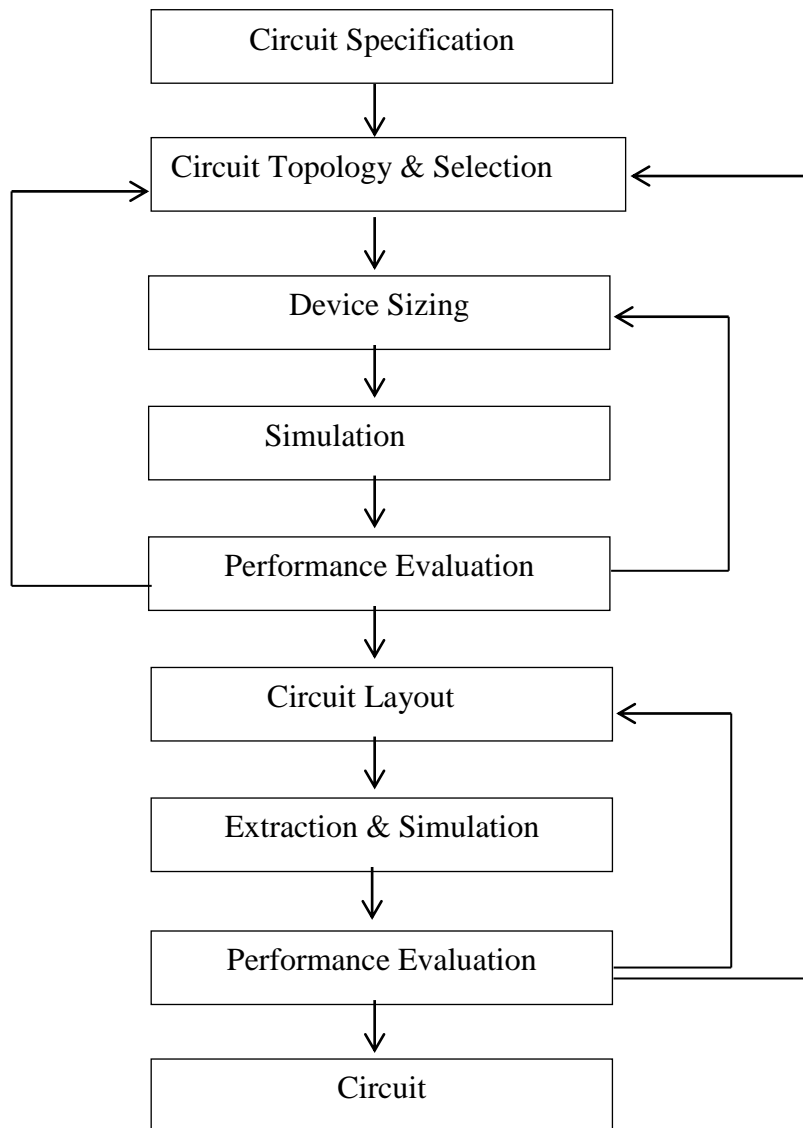 Circuit Specification
Circuit Topology & Selection
Device Sizing
Simulation
Performance Evaluation
Circuit Layout
Extraction & Simulation
Performance Evaluation
Circuit